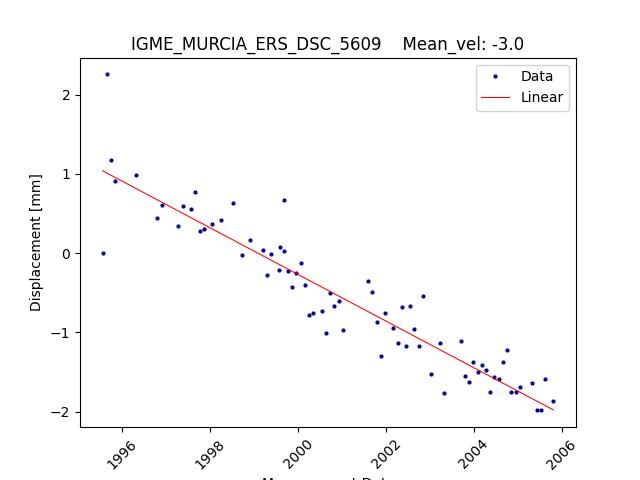 IGME_MURCIA_ERS_DSC_5609    Mean_vel: -3.0
Data
Linear
Displacement [mm]
2
1
0
−1
−2
1996
1998
2000
2002
2004
2006